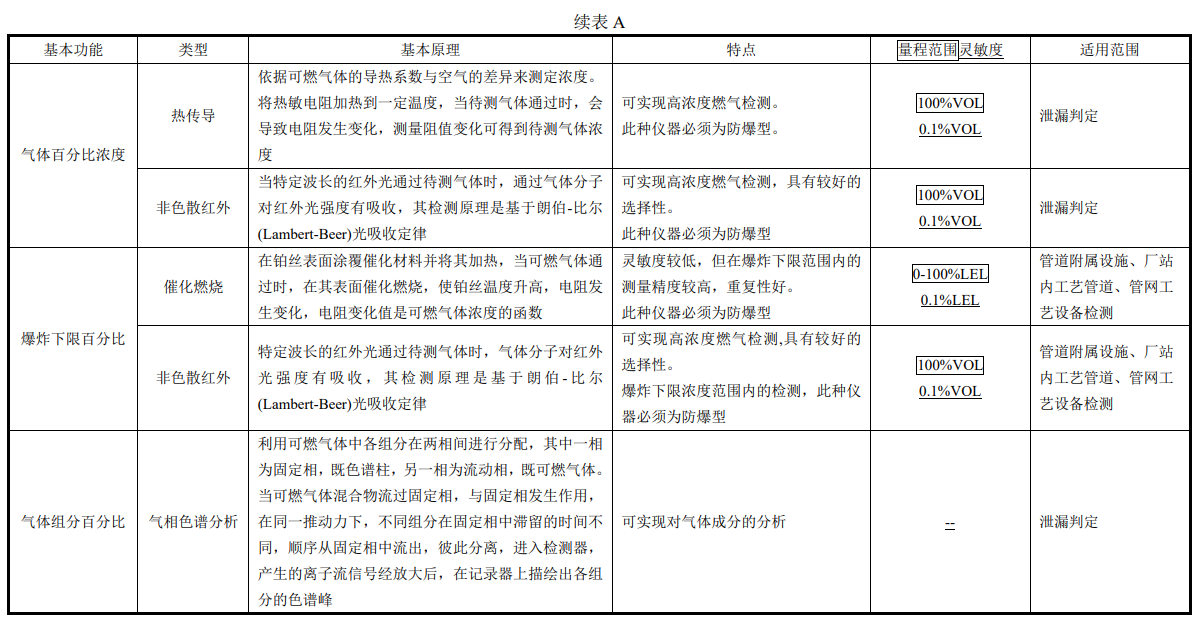 续表 A
基本功能 类型 基本原理 特点 量程范围灵敏度 适用范围
气体百分比浓度
热传导
依据可燃气体的导热系数与空气的差异来测定浓度。
将热敏电阻加热到一定温度，当待测气体通过时，会
导致电阻发生变化，测量阻值变化可得到待测气体浓
度
可实现高浓度燃气检测。
此种仪器必须为防爆型。
100%VOL
0.1%VOL
泄漏判定
非色散红外
当特定波长的红外光通过待测气体时，通过气体分子
对红外光强度有吸收，其检测原理是基于朗伯-比尔
(Lambert-Beer)光吸收定律
可实现高浓度燃气检测，具有较好的
选择性。
此种仪器必须为防爆型
100%VOL
0.1%VOL
泄漏判定
爆炸下限百分比
催化燃烧
在铂丝表面涂覆催化材料并将其加热，当可燃气体通
过时，在其表面催化燃烧，使铂丝温度升高，电阻发
生变化，电阻变化值是可燃气体浓度的函数
灵敏度较低，但在爆炸下限范围内的
测量精度较高，重复性好。
此种仪器必须为防爆型
0-100%LEL
0.1%LEL
管道附属设施、厂站
内工艺管道、管网工
艺设备检测
非色散红外
特定波长的红外光通过待测气体时，气体分子对红外
光强度有吸收，其检测原理是基于朗伯-比尔
(Lambert-Beer)光吸收定律
可实现高浓度燃气检测,具有较好的
选择性。
爆炸下限浓度范围内的检测，此种仪
器必须为防爆型
100%VOL
0.1%VOL
管道附属设施、厂站
内工艺管道、管网工
艺设备检测
气体组分百分比
气相色谱分析
利用可燃气体中各组分在两相间进行分配，其中一相
为固定相，既色谱柱，另一相为流动相，既可燃气体。
当可燃气体混合物流过固定相，与固定相发生作用，
在同一推动力下，不同组分在固定相中滞留的时间不
同，顺序从固定相中流出，彼此分离，进入检测器，
产生的离子流信号经放大后，在记录器上描绘出各组
分的色谱峰
可实现对气体成分的分析
--
泄漏判定